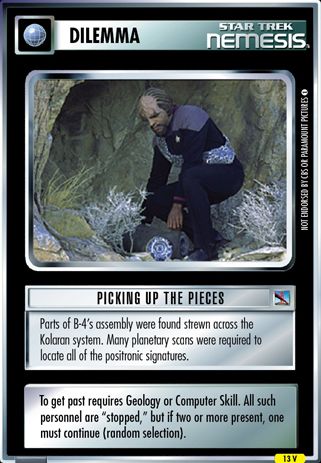 DILEMMA
STAR TREK
NEMESIS
NOT ENDORSED BY CBS OR PARAMOUNT PICTURES
PICKING UP THE PIECES
Parts of B-4's assembly were found strewn across the
Kolaran system. Many planetary scans were required to
locate all of the positronic signatures.
To get past requires Geology or Computer Skill. All such
personnel are "stopped," but if two or more present, one
must continue (random selection).
13 V